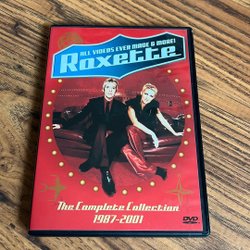 ALL VIDEOS EVER MADE & MORE!
Roxette
The Complete Collection
1987-2001
DVD